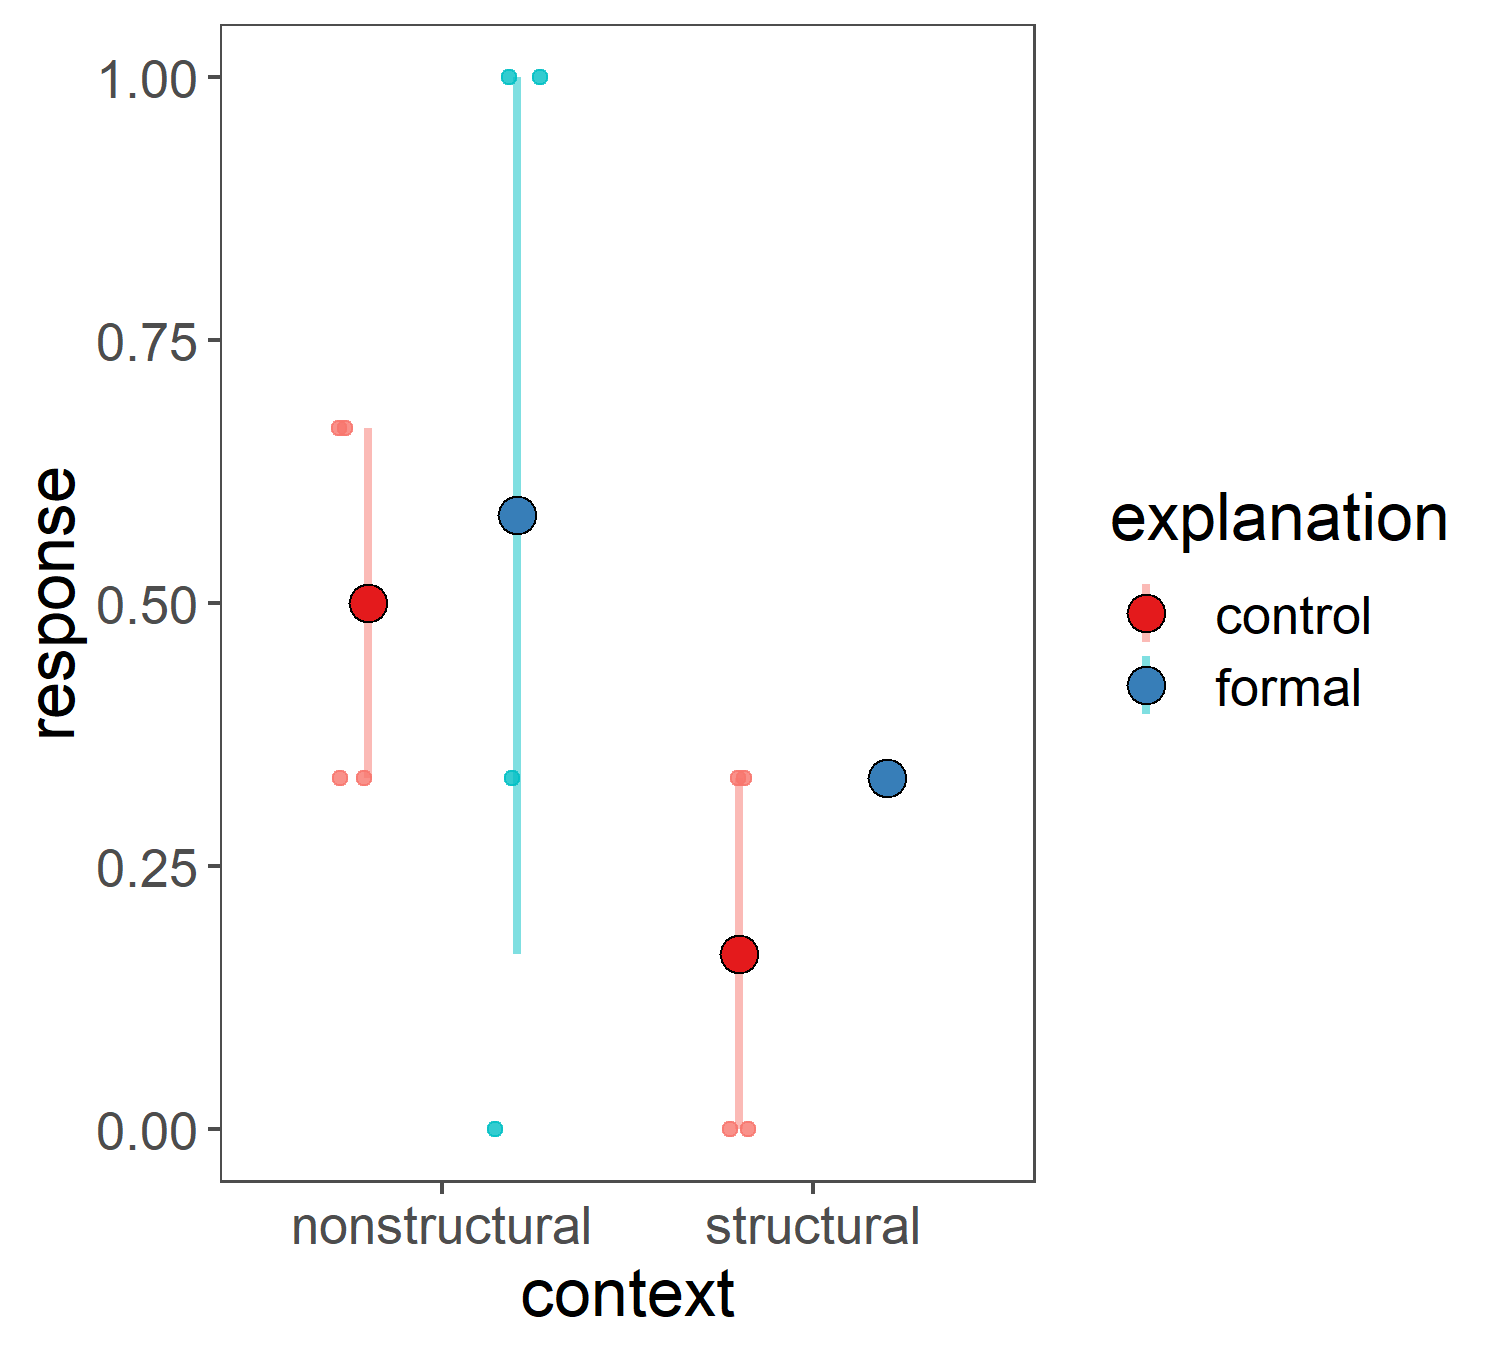 1.00
0.75
0.50
0.25
0.00
response
nonstructural structural
context
explanation
control
formal